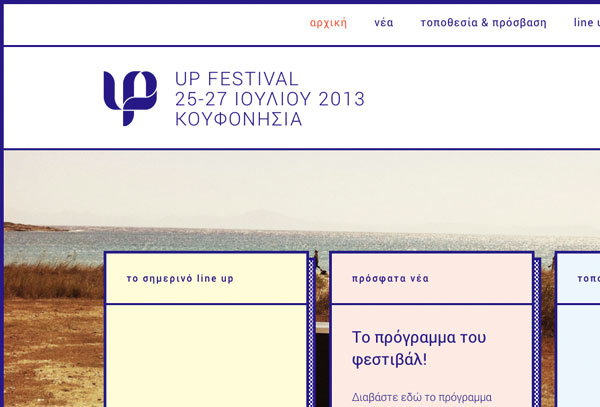 αρχική νέα τοποθεσία & πρόσβαση line
UP FESTIVAL
25-27 ΙΟΥΛΙΟΥ 2013
ΚΟΥΦΟΝΗΣΙΑ
το σημερινό line up
πρόσφατα νέα
Το πρόγραμμα του
φεστιβάλ!
Διαβάστε εδώ το πρόγραμμα